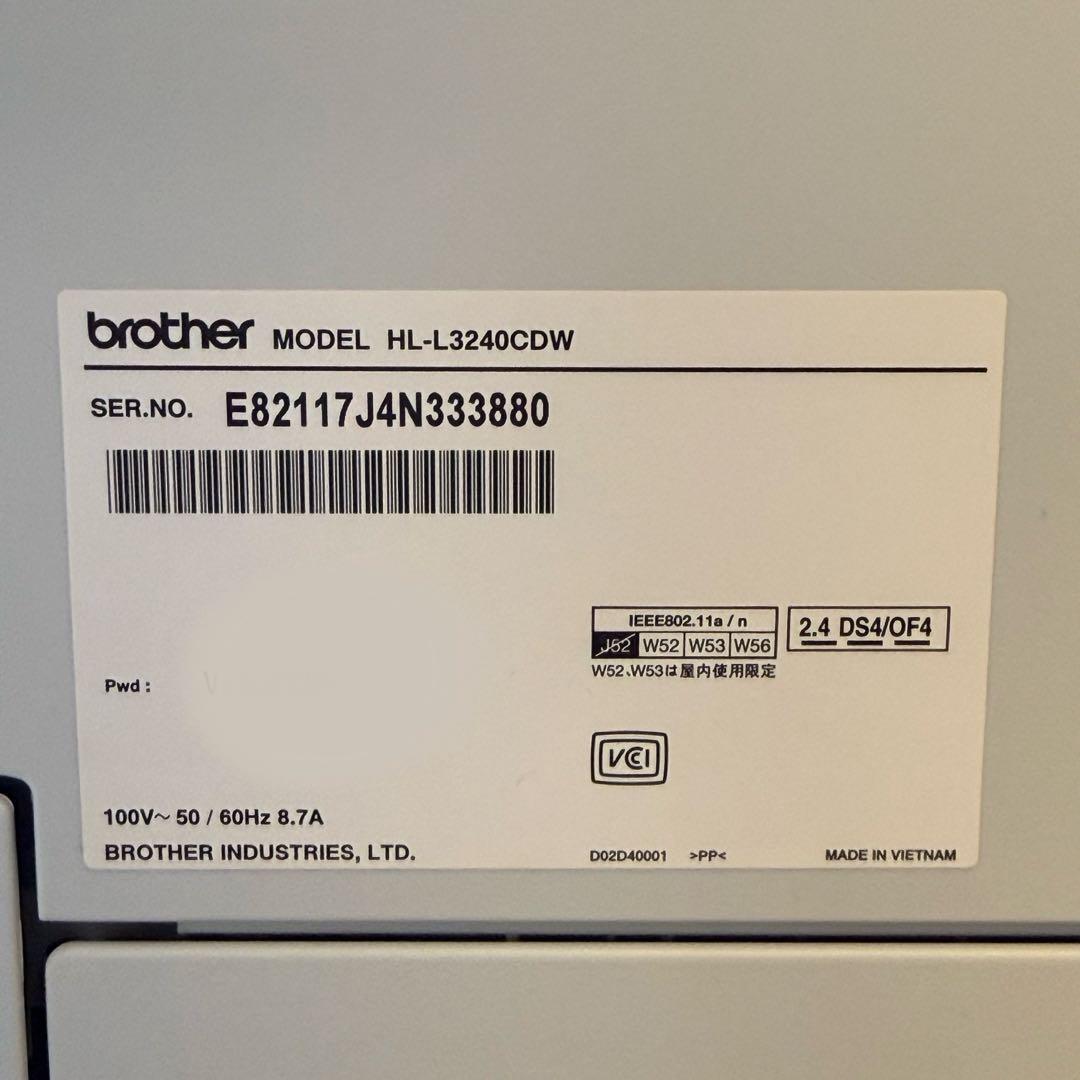 brother MODEL HL-L3240CDW
SER.NO. E82117J4N333880
IEEE802.11a / n
J52 W52 W53 W56
2.4 DS4/OF4
W52、W53は屋内使用限定
Pwd :
VCCI
100V~ 50 / 60Hz 8.7A
BROTHER INDUSTRIES, LTD.
D02D40001 >PP<
MADE IN VIETNAM